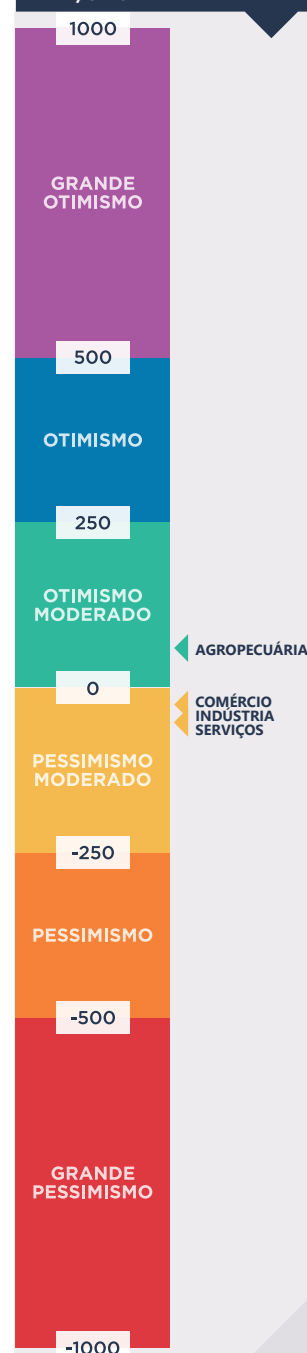 1000
GRANDE
OTIMISMO
500
OTIMISMO
250
OTIMISMO
MODERADO
AGROPECUÁRIA
0
COMÉRCIO
INDÚSTRIA
SERVIÇOS
PESSIMISMO
MODERADO
-250
PESSIMISMO
-500
GRANDE
PESSIMISMO
-1000